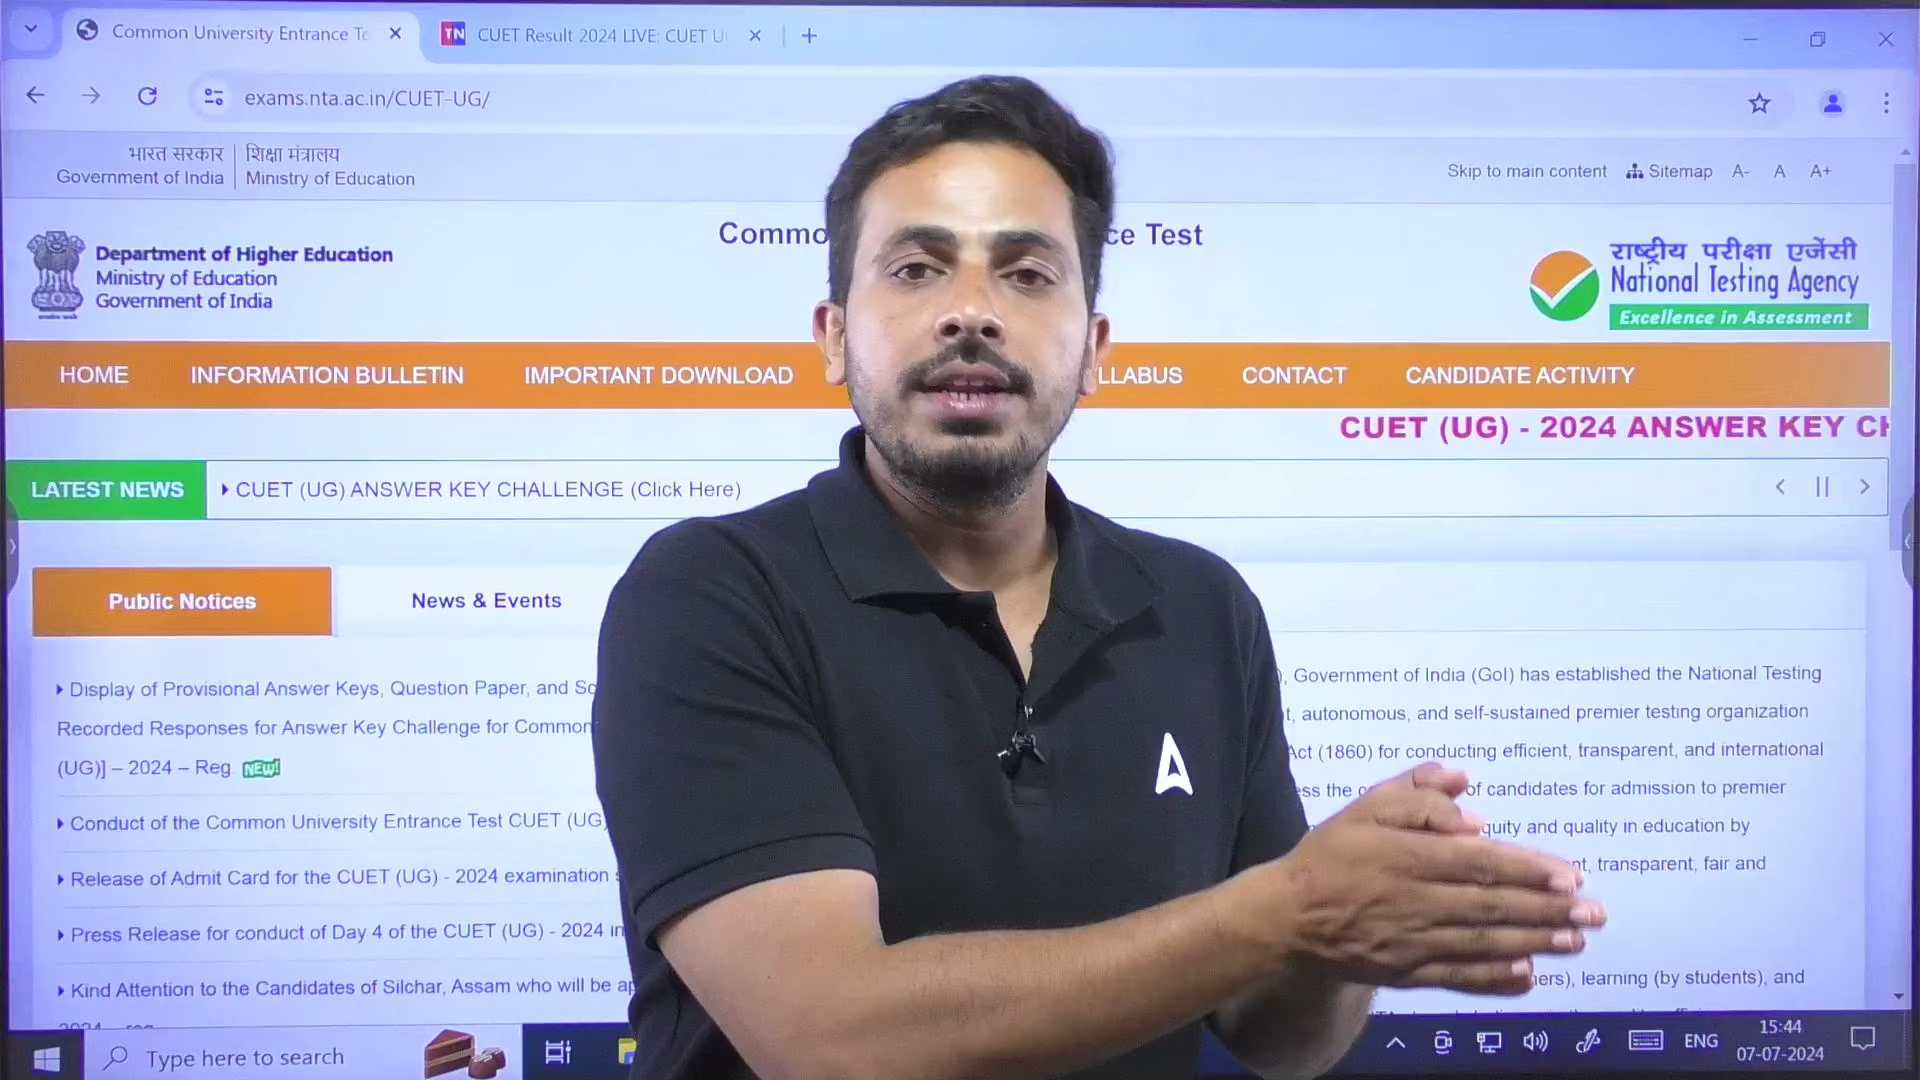 Common University Entrance Te
CUET Result 2024 LIVE: CUET U
exams.nta.ac.in/CUET-UG/
भारत सरकार शिक्षा मंत्रालय
Government of India Ministry of Education
Skip to main content Sitemap A- A A+
Department of Higher Education
Ministry of Education
Government of India
Commo ce Test
राष्ट्रीय परीक्षा एजेंसी
National Testing Agency
Excellence in Assessment
HOME INFORMATION BULLETIN IMPORTANT DOWNLOAD LLABUS CONTACT CANDIDATE ACTIVITY
CUET (UG) - 2024 ANSWER KEY CH
LATEST NEWS CUET (UG) ANSWER KEY CHALLENGE (Click Here)
Public Notices News & Events
Display of Provisional Answer Keys, Question Paper, and Sc
Recorded Responses for Answer Key Challenge for Common
(UG)] – 2024 – Reg NEW!
Conduct of the Common University Entrance Test CUET (UG)
Release of Admit Card for the CUET (UG) - 2024 examination s
Press Release for conduct of Day 4 of the CUET (UG) - 2024 in
Kind Attention to the Candidates of Silchar, Assam who will be ap
), Government of India (GoI) has established the National Testing
t, autonomous, and self-sustained premier testing organization
Act (1860) for conducting efficient, transparent, and international
ess the c of candidates for admission to premier
quity and quality in education by
nt, transparent, fair and
ers), learning (by students), and
Type here to search
ENG
15:44
07-07-2024